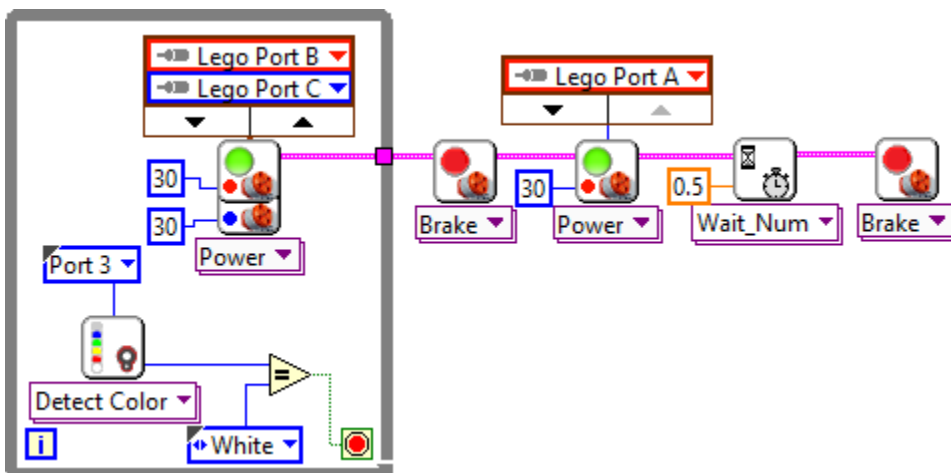 Lego Port B
Lego Port C
Lego Port A
30
30
Power
Brake
30
Power
0.5
Wait_Num
Brake
Port 3
Detect Color
=
White
i